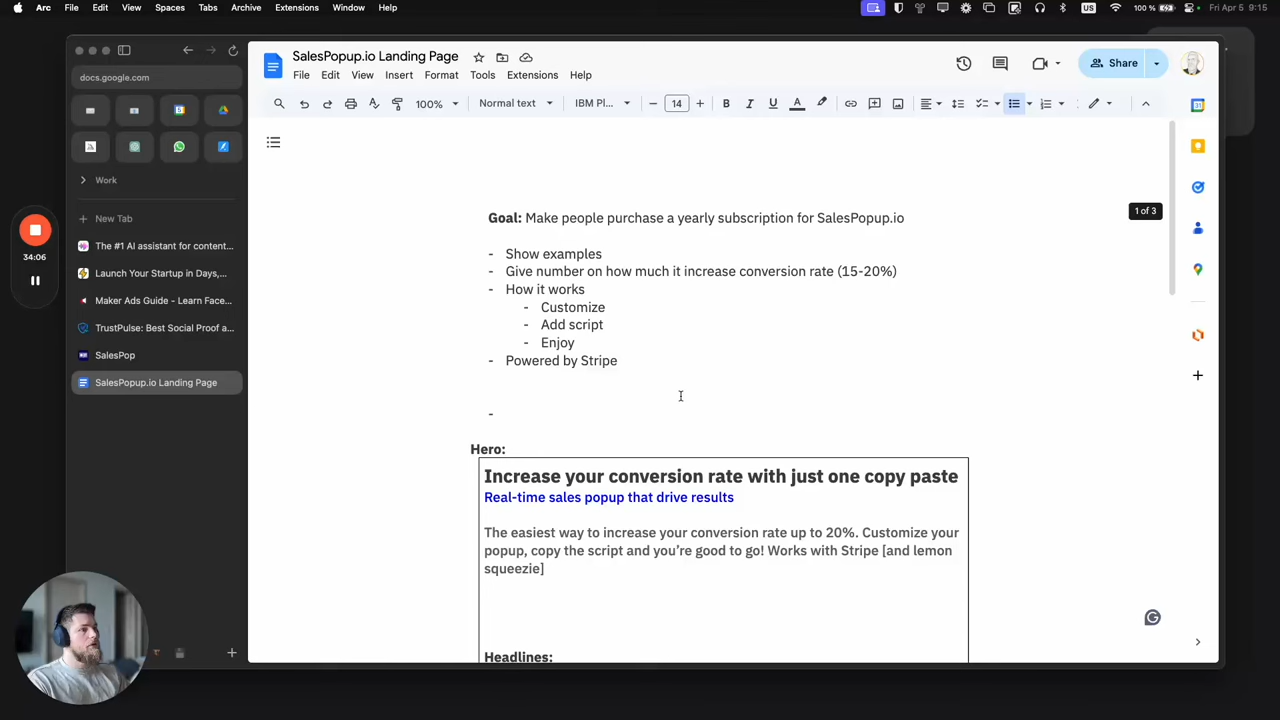 Arc File Edit View Spaces Tabs Archive Extensions Window Help
US 100 % Fri Apr 5 9:15
docs.google.com
Work
New Tab
The #1 AI assistant for content...
Launch Your Startup in Days,...
Maker Ads Guide - Learn Face...
TrustPulse: Best Social Proof a...
SalesPop
SalesPopup.io Landing Page
34:06
SalesPopup.io Landing Page
File Edit View Insert Format Tools Extensions Help
Share
100% Normal text IBM Pl... 14
1 of 3
Goal: Make people purchase a yearly subscription for SalesPopup.io
- Show examples
- Give number on how much it increase conversion rate (15-20%)
- How it works
- Customize
- Add script
- Enjoy
- Powered by Stripe
-
Hero:
Increase your conversion rate with just one copy paste
Real-time sales popup that drive results
The easiest way to increase your conversion rate up to 20%. Customize your
popup, copy the script and you're good to go! Works with Stripe [and lemon
squeezie]
Headlines: